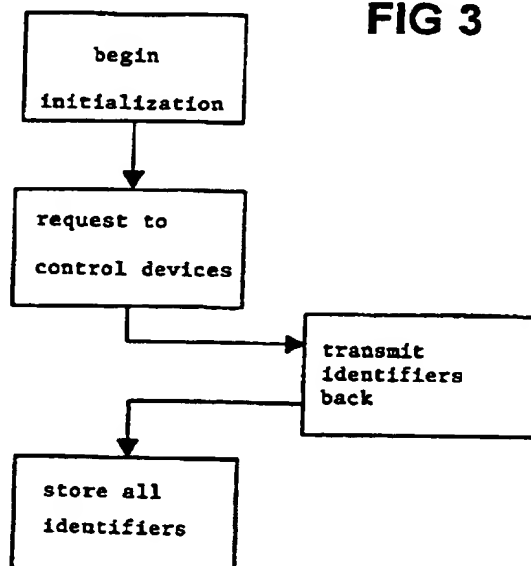 FIG 3
begin
initialization
request to
control devices
transmit
identifiers
back
store all
identifiers